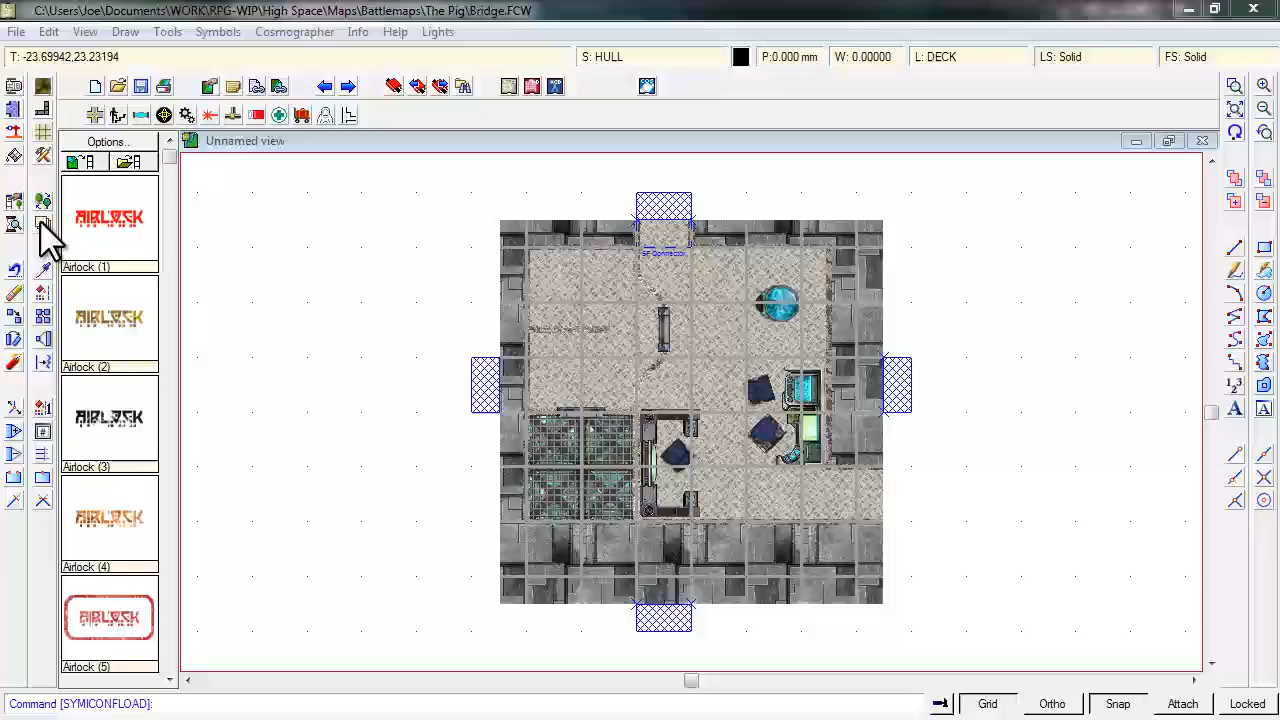 C:\Users\Joe\Documents\WORK\RPG-WIP\High Space\Maps\Battlemaps\The Pig\Bridge.FCW
File Edit View Draw Tools Symbols Cosmographer Info Help Lights
T: -23.69942,23.23194 S: HULL P:0.000 mm W: 0.00000 L: DECK LS: Solid FS: Solid
Options..
Unnamed view
AIRLOCK
Airlock (1)
AIRLOCK
Airlock (2)
AIRLOCK
Airlock (3)
AIRLOCK
Airlock (4)
AIRLOCK
Airlock (5)
SF Connector
Command [SYMICONFLOAD]:
Grid Ortho Snap Attach Locked